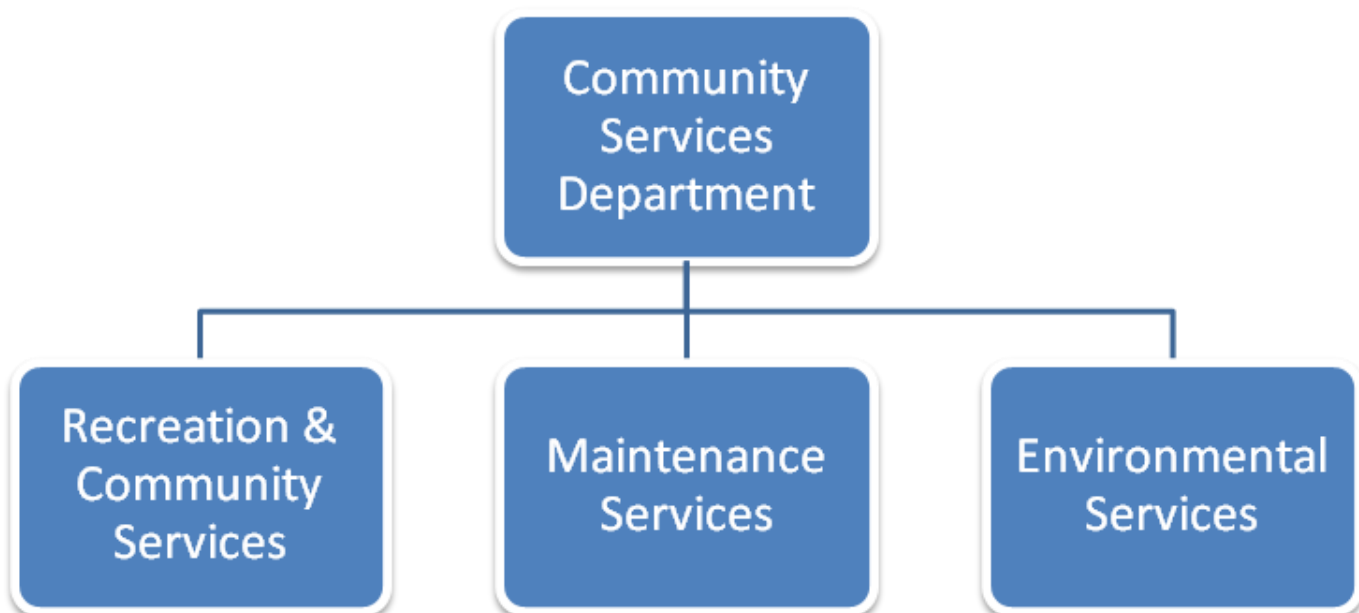 Community
Services
Department
Recreation &
Community
Services
Maintenance
Services
Environmental
Services